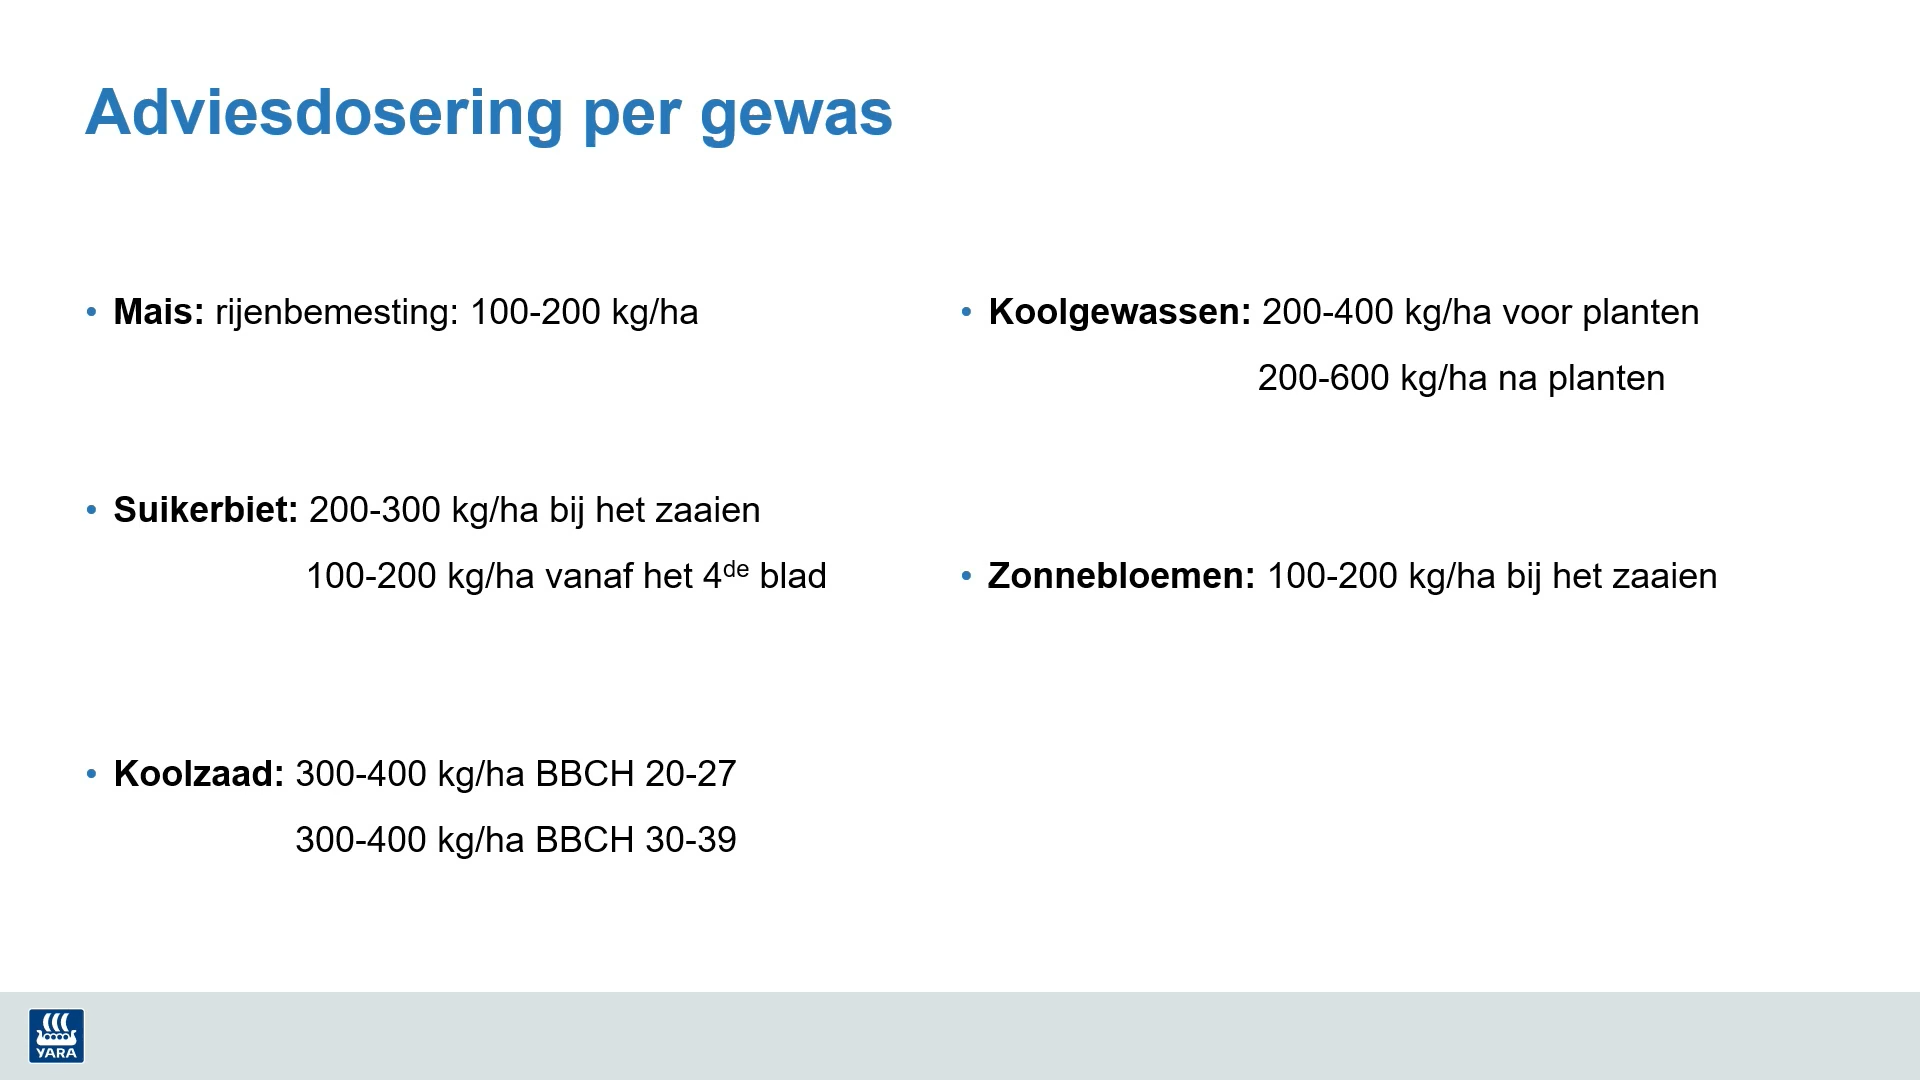 Adviesdosering per gewas
• Mais: rijenbemesting: 100-200 kg/ha
• Suikerbiet: 200-300 kg/ha bij het zaaien
100-200 kg/ha vanaf het 4de blad
• Koolzaad: 300-400 kg/ha BBCH 20-27
300-400 kg/ha BBCH 30-39
• Koolgewassen: 200-400 kg/ha voor planten
200-600 kg/ha na planten
• Zonnebloemen: 100-200 kg/ha bij het zaaien
YARA